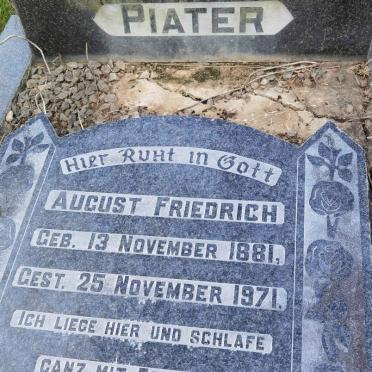 PIATER
HIER RUHT IN GOTT
AUGUST FRIEDRICH
GEB. 13 NOVEMBER 1881,
GEST. 25 NOVEMBER 1971,
ICH LIEGE HIER UND SCHLAFE
GANZ MIT